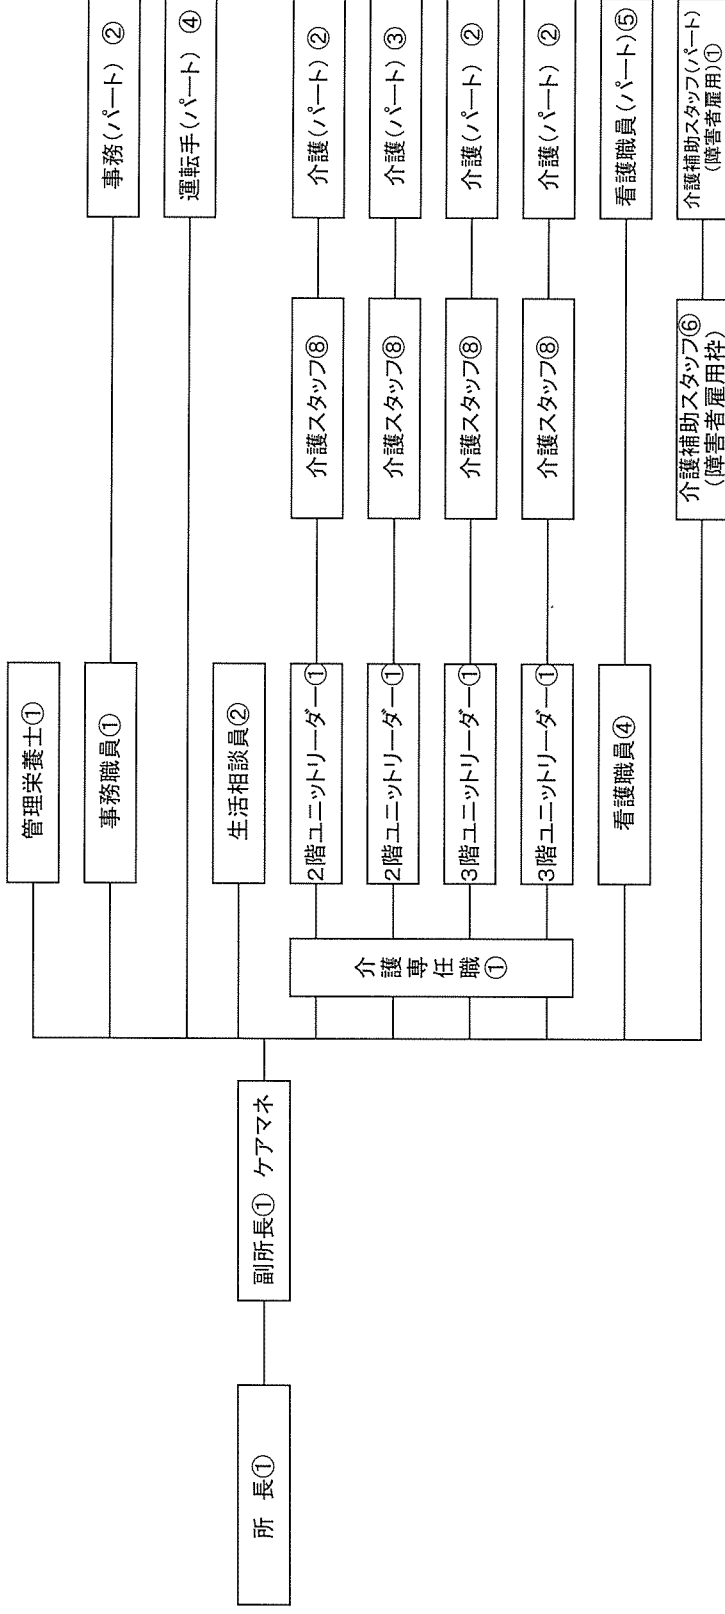 所 長①
副所長① ケアマネ
介護専任職①
管理栄養士①
事務職員①
事務(パート) ②
運転手(パート) ④
生活相談員②
2階ユニットリーダー①
介護スタッフ⑧
介護(パート) ②
2階ユニットリーダー①
介護スタッフ⑧
介護(パート) ③
3階ユニットリーダー①
介護スタッフ⑧
介護(パート) ②
3階ユニットリーダー①
介護スタッフ⑧
介護(パート) ②
看護職員④
看護職員(パート)⑤
介護補助スタッフ⑥
(障害者雇用枠)
介護補助スタッフ(パート)
(障害者雇用)①